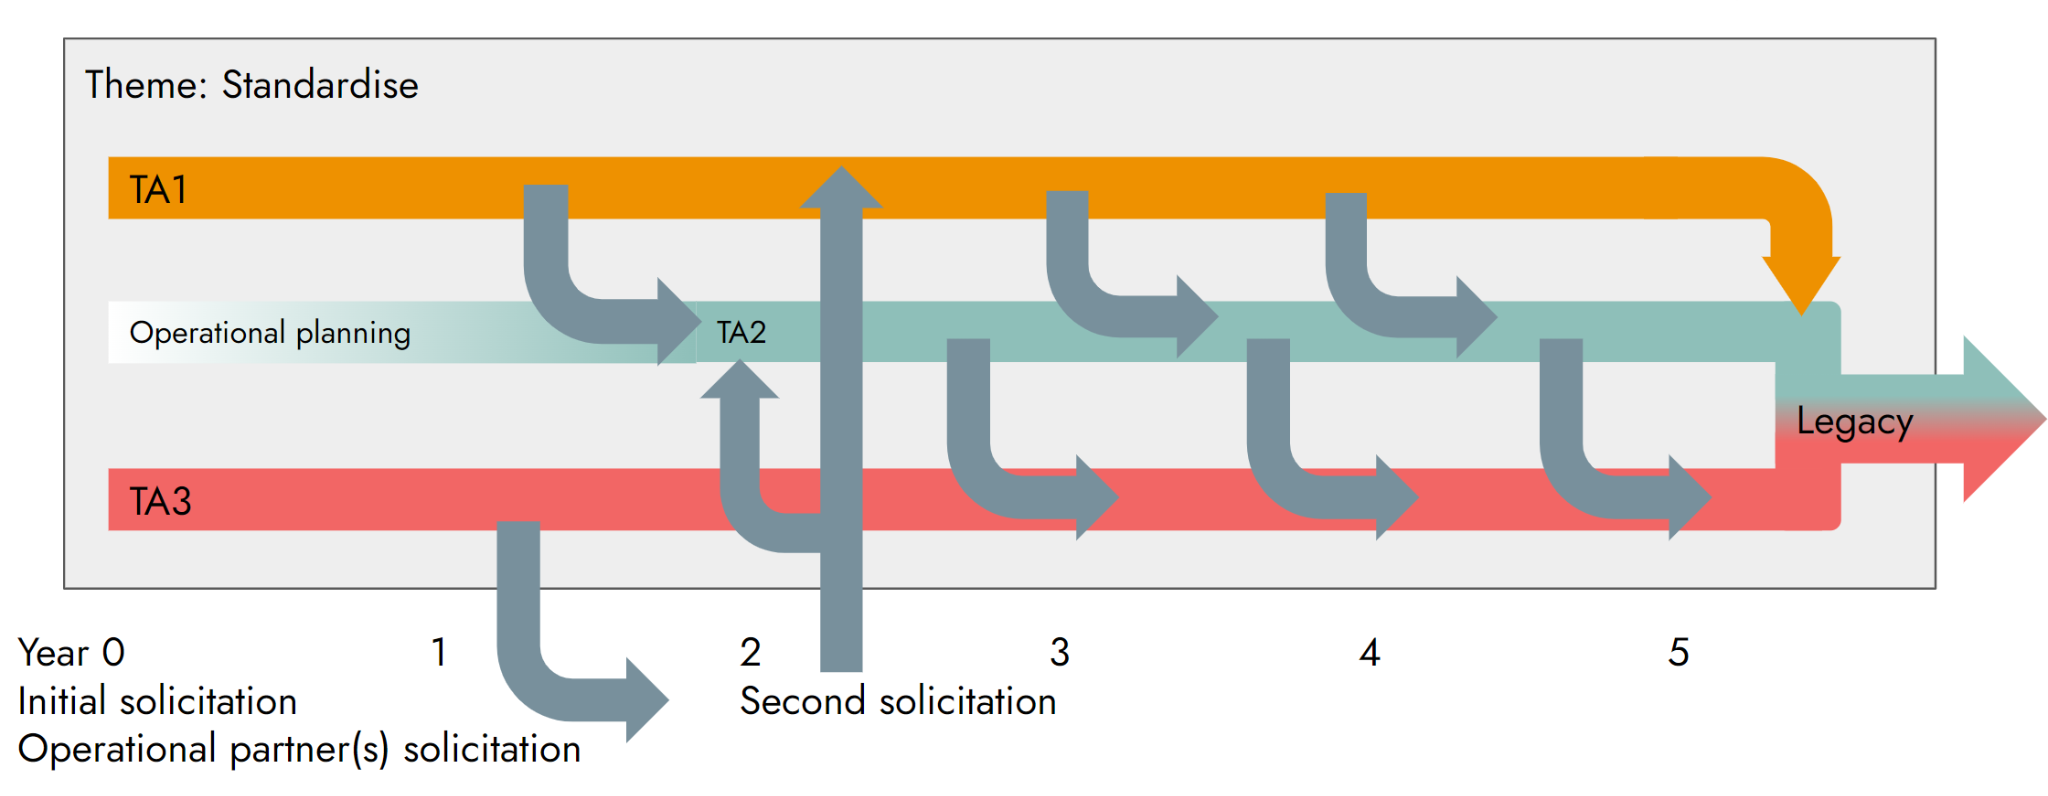 Theme: Standardise
TA1
Operational planning
TA2
TA3
Legacy
Year 0
1
2
3
4
5
Initial solicitation
Second solicitation
Operational partner(s) solicitation